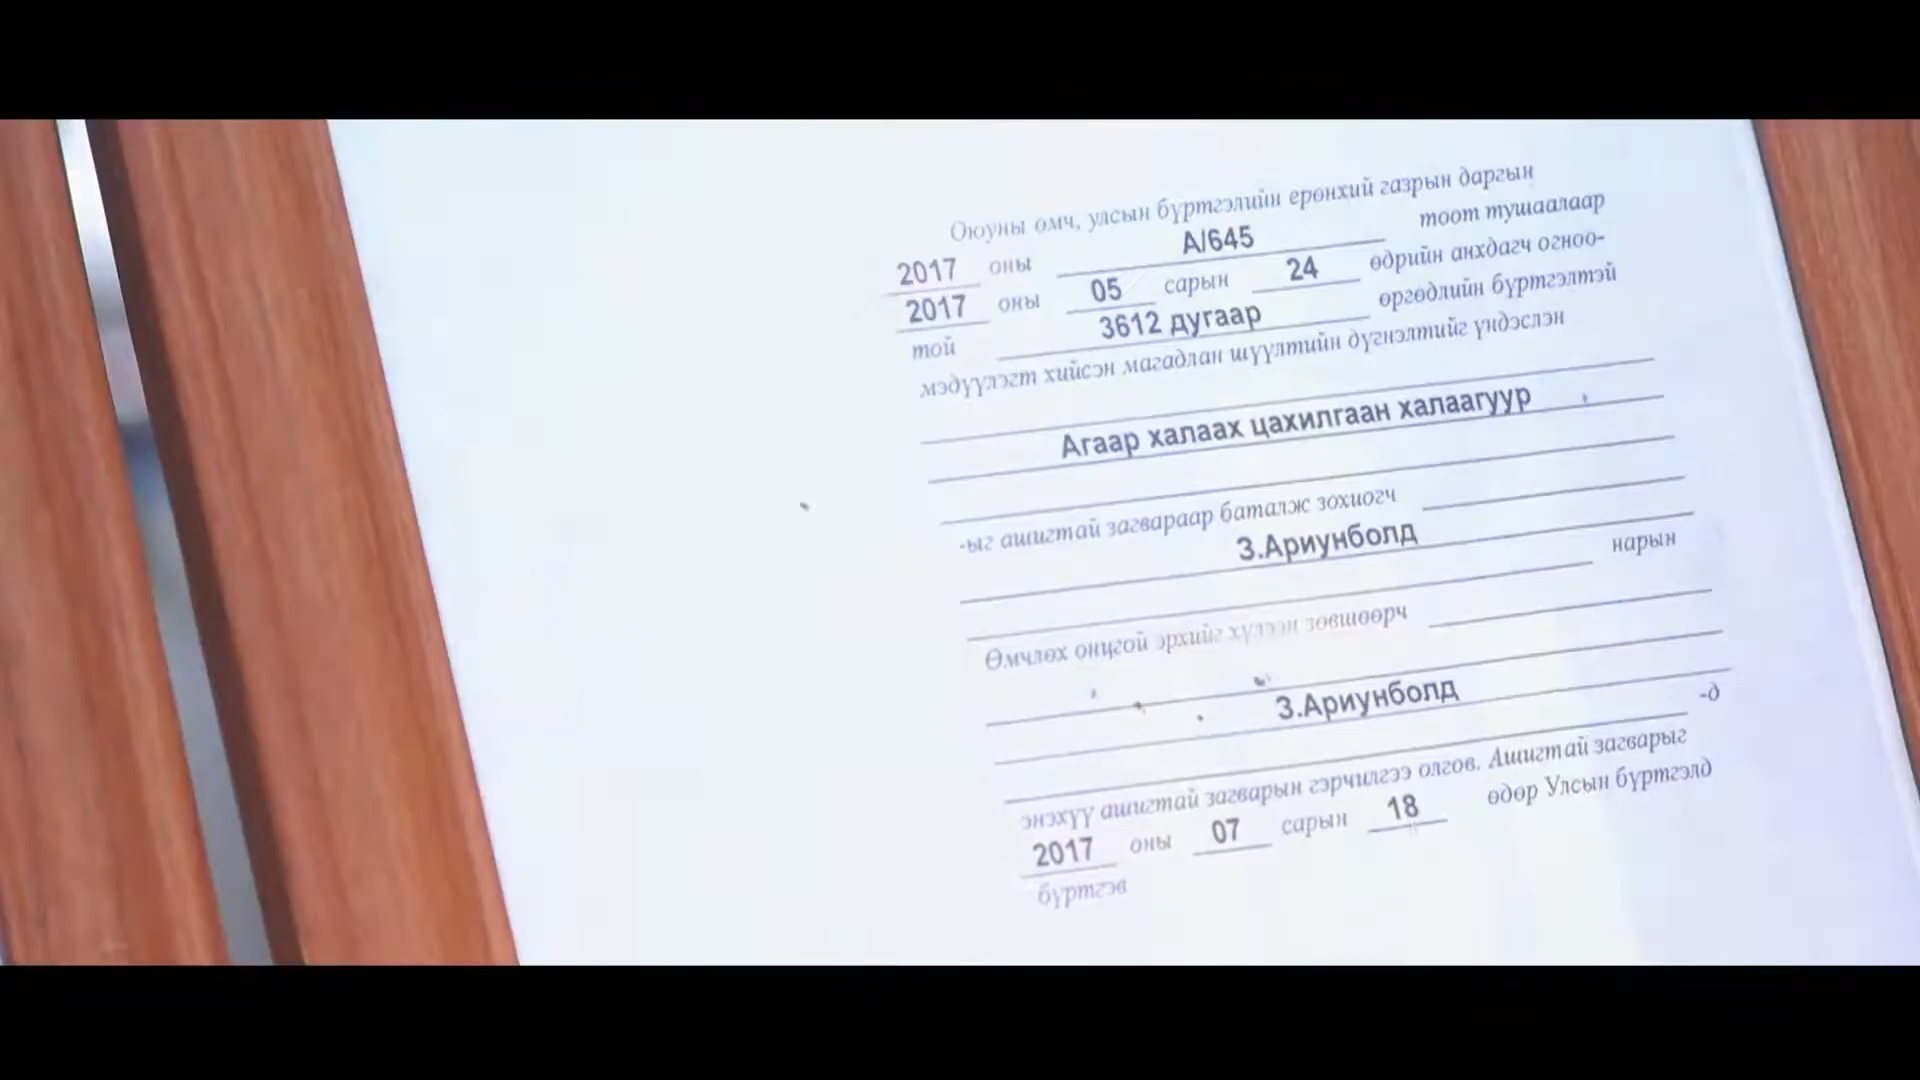 Оюуны өмч, улсын бүртгэлийн ерөнхий газрын даргын
2017 оны А/645 тоот тушаалаар
2017 оны 05 сарын 24 өдрийн анхдагч огноо-
той 3612 дугаар өргөдлийн бүртгэлтэй
мэдүүлэгт хийсэн магадлан шүүлтийн дүгнэлтийг үндэслэн
Агаар халаах цахилгаан халаагуур
-ыг ашигтай загвараар баталж зохиогч
З.Ариунболд
нарын
Өмчлөх онцгой эрхийг хүлээн зөвшөөрч
З.Ариунболд
-д
энэхүү ашигтай загварын гэрчилгээ олгов. Ашигтай загварыг
2017 оны 07 сарын 18 өдөр Улсын бүртгэлд
бүртгэв